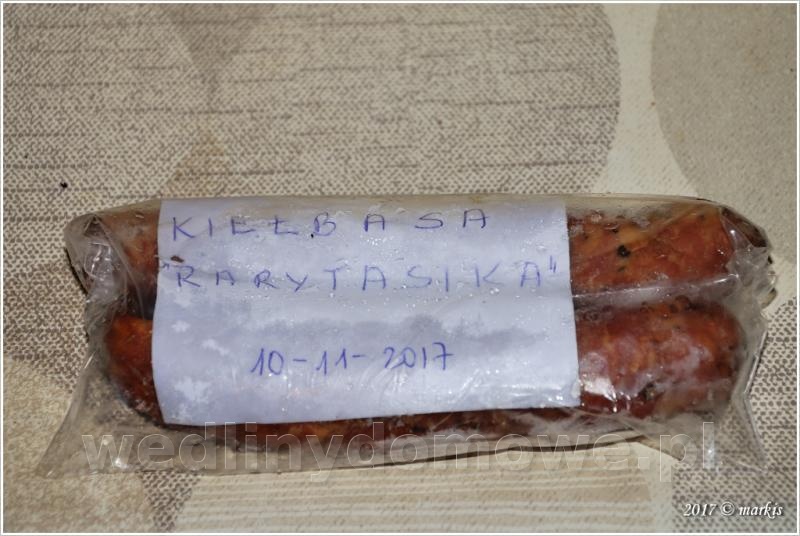 KIEŁBASA
"RARYTASIKA"
10-11-2017
wedlinydomowe.pl
2017 © markis